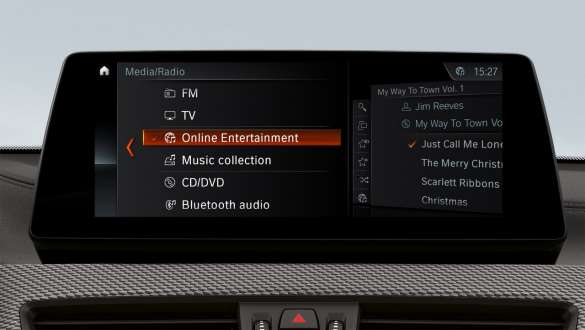 Media/Radio
15:27
FM
TV
Online Entertainment
Music collection
CD/DVD
Bluetooth audio
My Way To Town Vol. 1
Jim Reeves
My Way To Town Vo
Just Call Me Lone
The Merry Christ
Scarlett Ribbons
Christmas